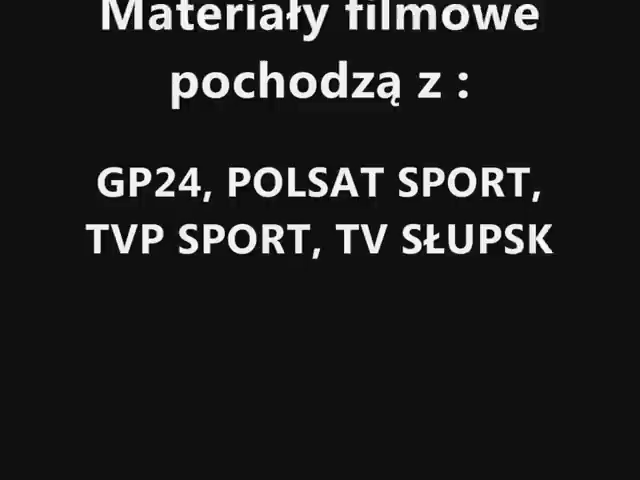 Materiały filmowe
pochodzą z :
GP24, POLSAT SPORT,
TVP SPORT, TV SŁUPSK